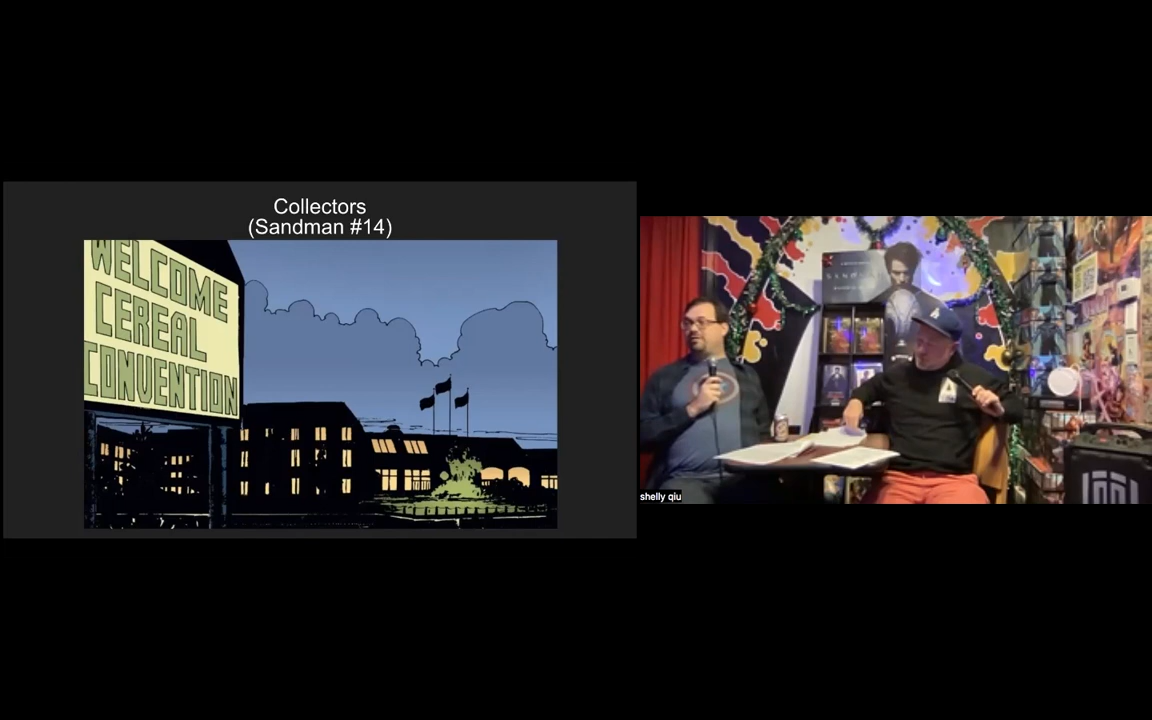 Collectors
(Sandman #14)
WELCOME
CEREAL
CONVENTION
shelly qiu